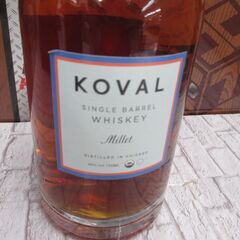 KOVAL
SINGLE BARREL
WHISKEY
Millet
DISTILLED IN CHICAGO